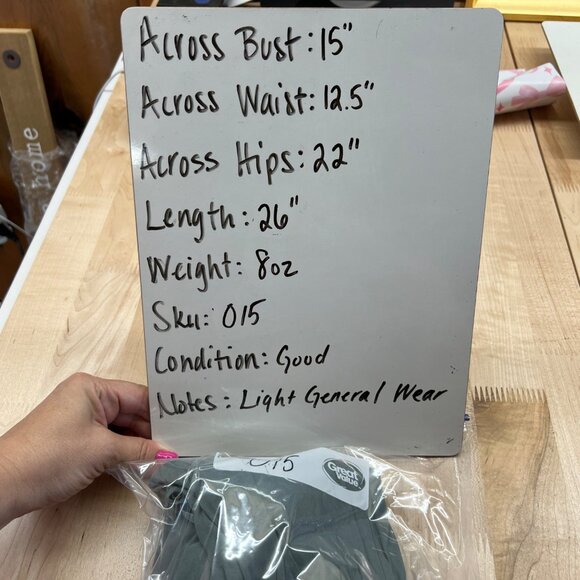 Across Bust: 15"
Across Waist: 12.5"
Across Hips: 22"
Length: 26"
Weight: 8oz
Sku: 015
Condition: Good
Notes: Light General Wear
home
015
Great Value